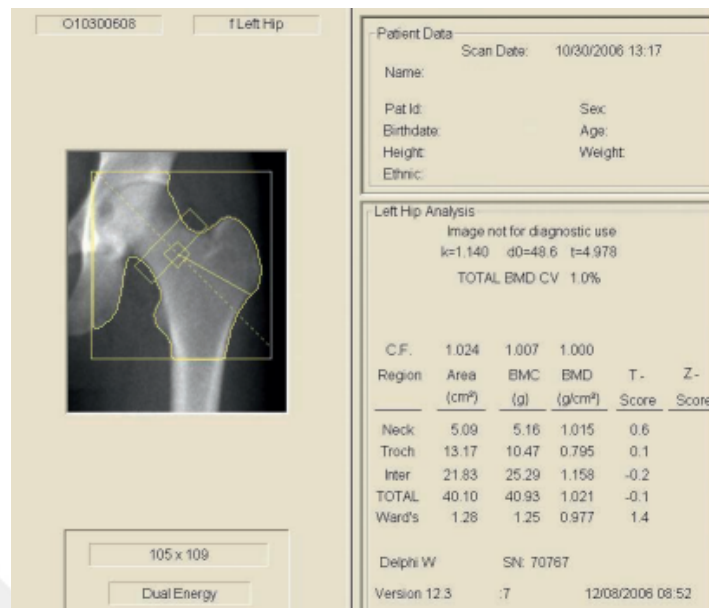 O10300608 f Left Hip
105 x 109
Dual Energy
Patient Data
Scan Date: 10/30/2006 13:17
Name:
Pat Id: Sex:
Birthdate: Age:
Height: Weight:
Ethnic:
Left Hip Analysis
Image not for diagnostic use
k=1.140 d0=48.6 t=4.978
TOTAL BMD CV 1.0%
C.F. 1.024 1.007 1.000
Region Area BMC BMD T- Z-
(cm²) (g) (g/cm²) Score Score
Neck 5.09 5.16 1.015 0.6
Troch 13.17 10.47 0.795 0.1
Inter 21.83 25.29 1.158 -0.2
TOTAL 40.10 40.93 1.021 -0.1
Ward's 1.28 1.25 0.977 1.4
Delphi W SN: 70767
Version 12.3 :7 12/08/2006 08:52